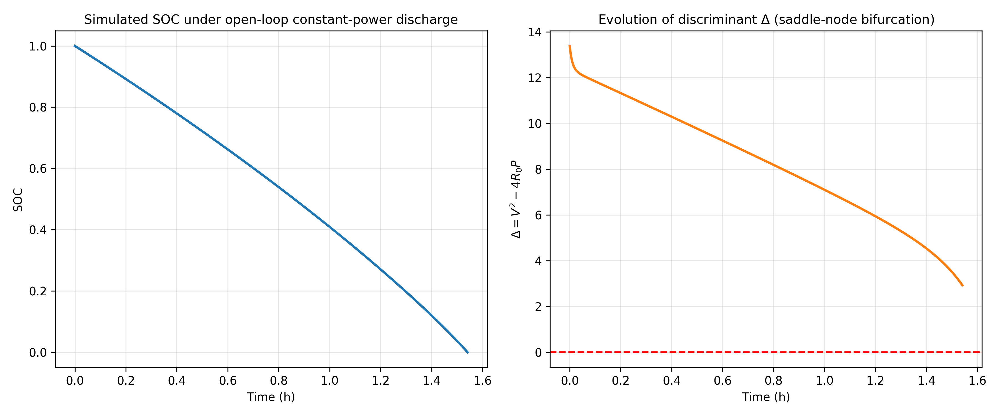 Simulated SOC under open-loop constant-power discharge
SOC
1.0
0.8
0.6
0.4
0.2
0.0
0.0 0.2 0.4 0.6 0.8 1.0 1.2 1.4 1.6
Time (h)
Evolution of discriminant Δ (saddle-node bifurcation)
Δ = V² − 4R₀P
14
12
10
8
6
4
2
0
0.0 0.2 0.4 0.6 0.8 1.0 1.2 1.4 1.6
Time (h)